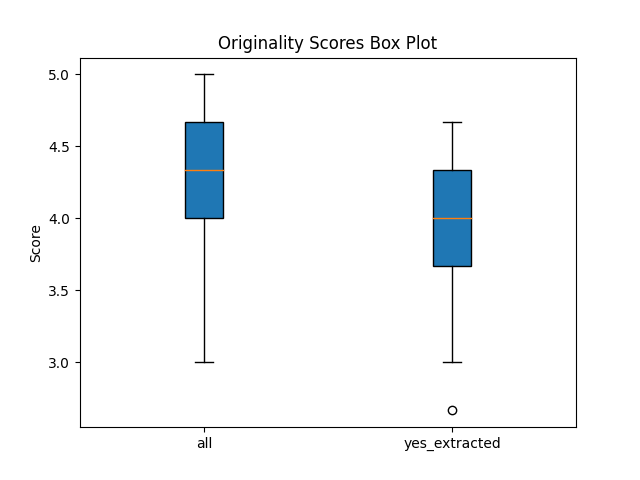 Originality Scores Box Plot
5.0
4.5
4.0
3.5
3.0
Score
all
yes_extracted